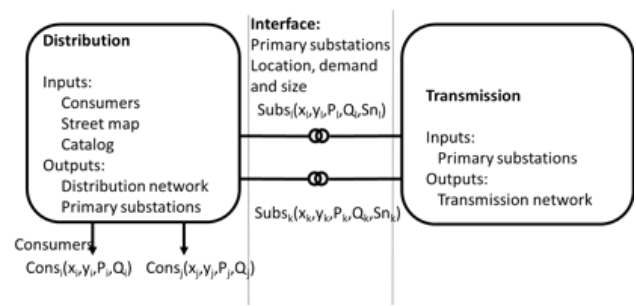 Distribution
Inputs:
Consumers
Street map
Catalog
Outputs:
Distribution network
Primary substations
Consumers
Cons_i(x_i,y_i,P_i,Q_i)
Cons_j(x_j,y_j,P_j,Q_j)
Interface:
Primary substations
Location, demand
and size
Subs_i(x_i,y_i,P_i,Q_i,Sn_i)
Subs_k(x_k,y_k,P_k,Q_k,Sn_k)
Transmission
Inputs:
Primary substations
Outputs:
Transmission network